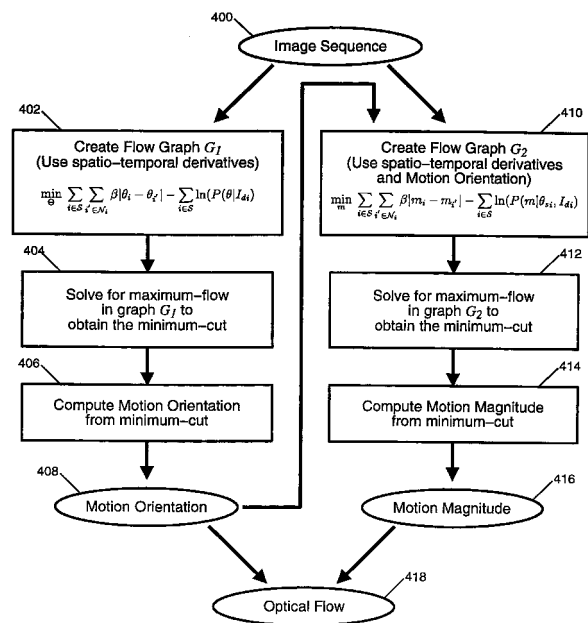 400
Image Sequence
402
Create Flow Graph G_I
(Use spatio-temporal derivatives)
min_Θ ∑_{i∈S} ∑_{i'∈N_i} β|θ_i − θ_{i'}| − ∑_{i∈S} ln(P(θ|I_{di})
404
Solve for maximum-flow
in graph G_I to
obtain the minimum-cut
406
Compute Motion Orientation
from minimum-cut
408
Motion Orientation
410
Create Flow Graph G_2
(Use spatio-temporal derivatives
and Motion Orientation)
min_m ∑_{i∈S} ∑_{i'∈N_i} β|m_i − m_{i'}| − ∑_{i∈S} ln(P(m|θ_{si}, I_{di})
412
Solve for maximum-flow
in graph G_2 to
obtain the minimum-cut
414
Compute Motion Magnitude
from minimum-cut
416
Motion Magnitude
418
Optical Flow